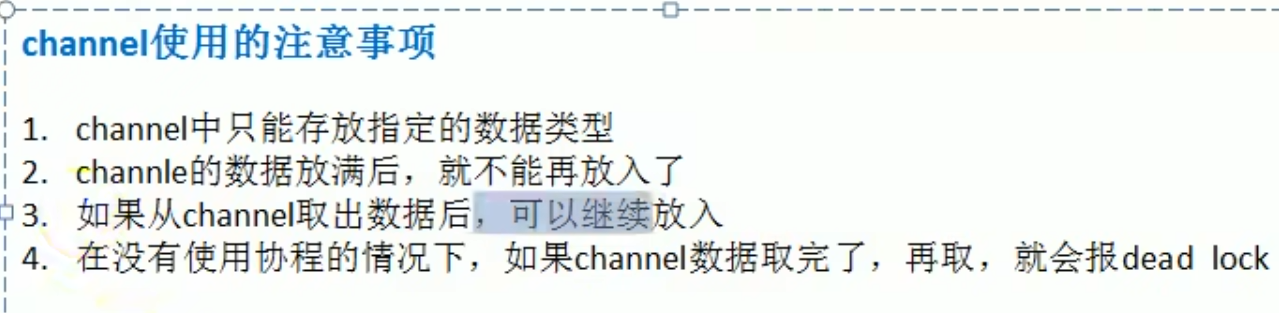 channel使用的注意事项
1. channel中只能存放指定的数据类型
2. channle的数据放满后，就不能再放入了
3. 如果从channel取出数据后，可以继续放入
4. 在没有使用协程的情况下，如果channel数据取完了，再取，就会报dead lock